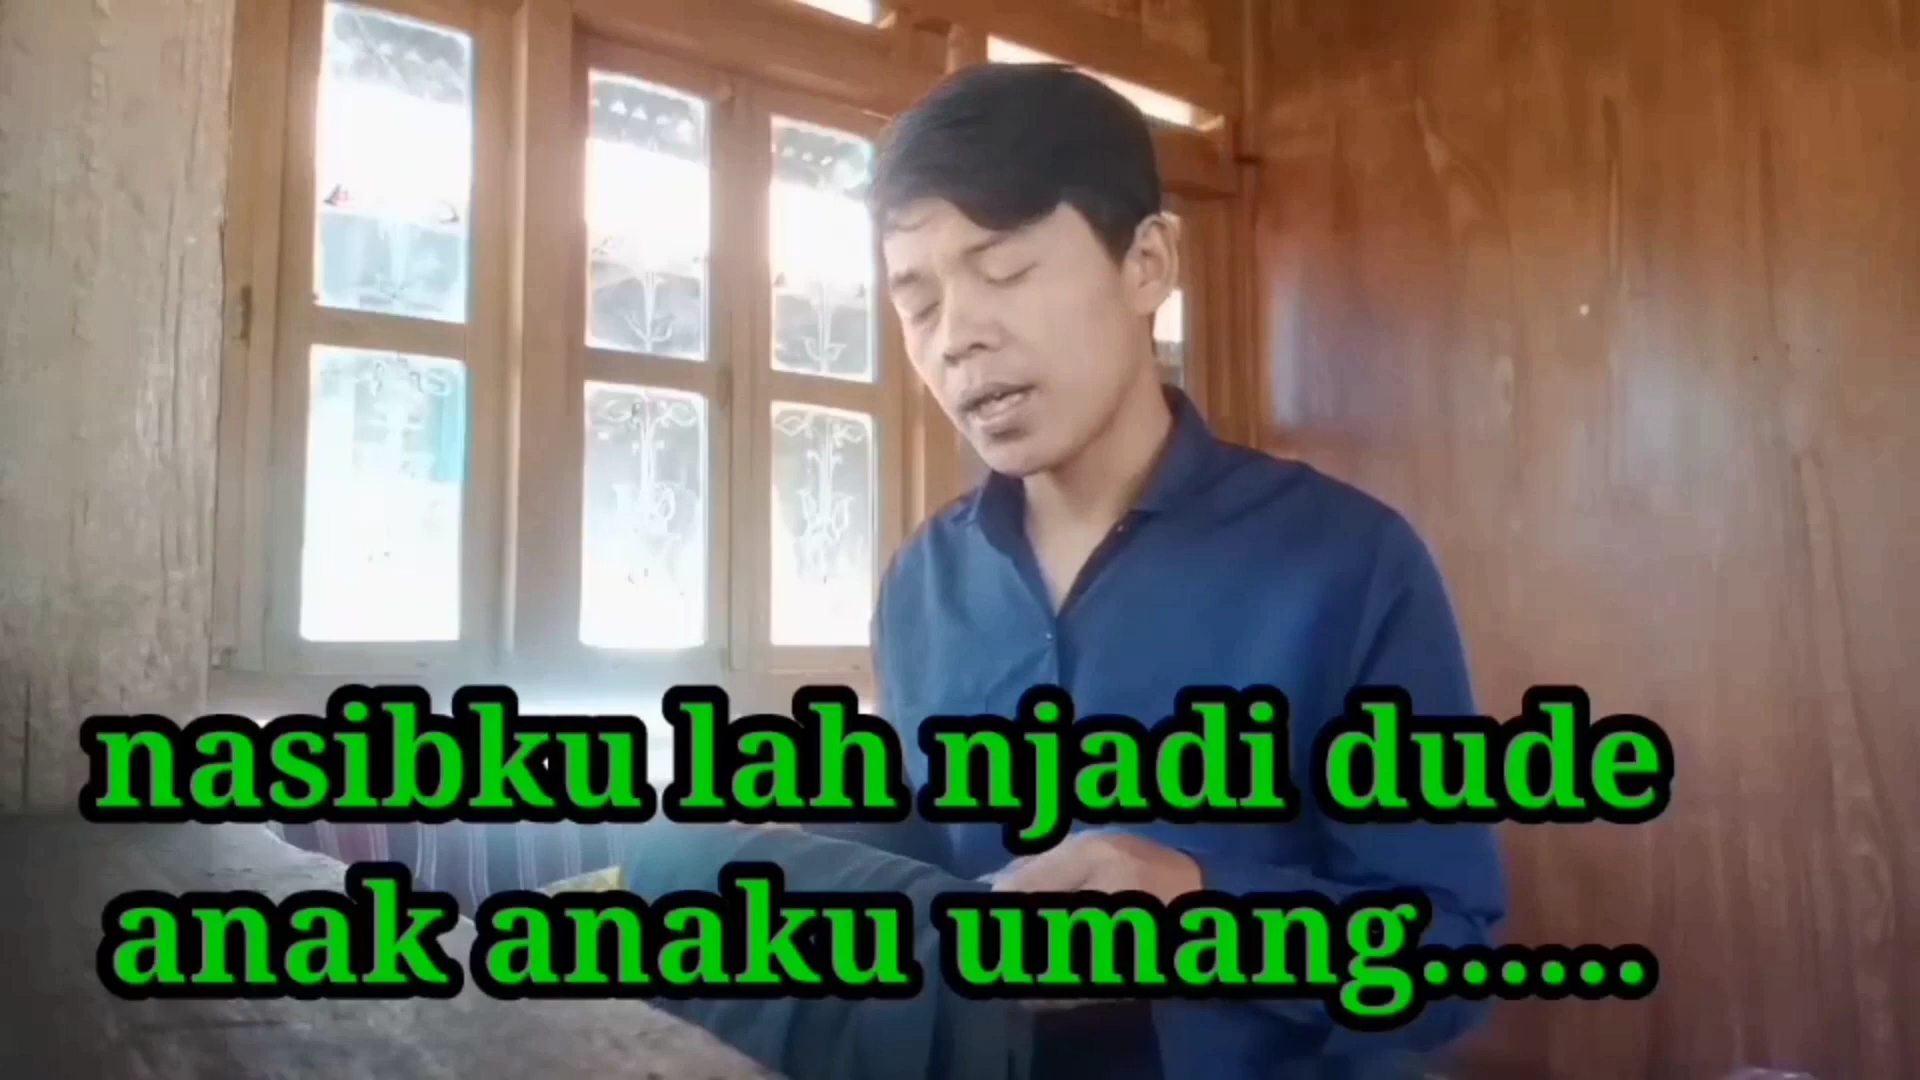 nasibku lah njadi dude
anak anaku umang......